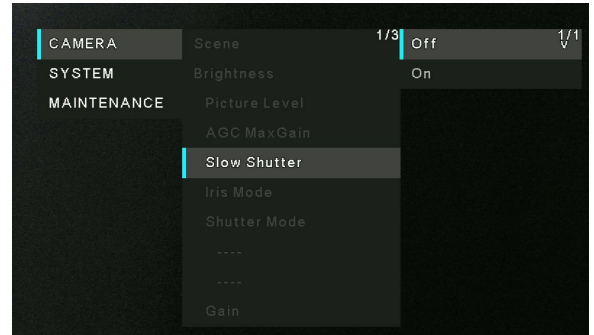 CAMERA
SYSTEM
MAINTENANCE
Scene
1/3
Brightness
Picture Level
AGC MaxGain
Slow Shutter
Iris Mode
Shutter Mode
----
----
Gain
Off
1/1
v
On